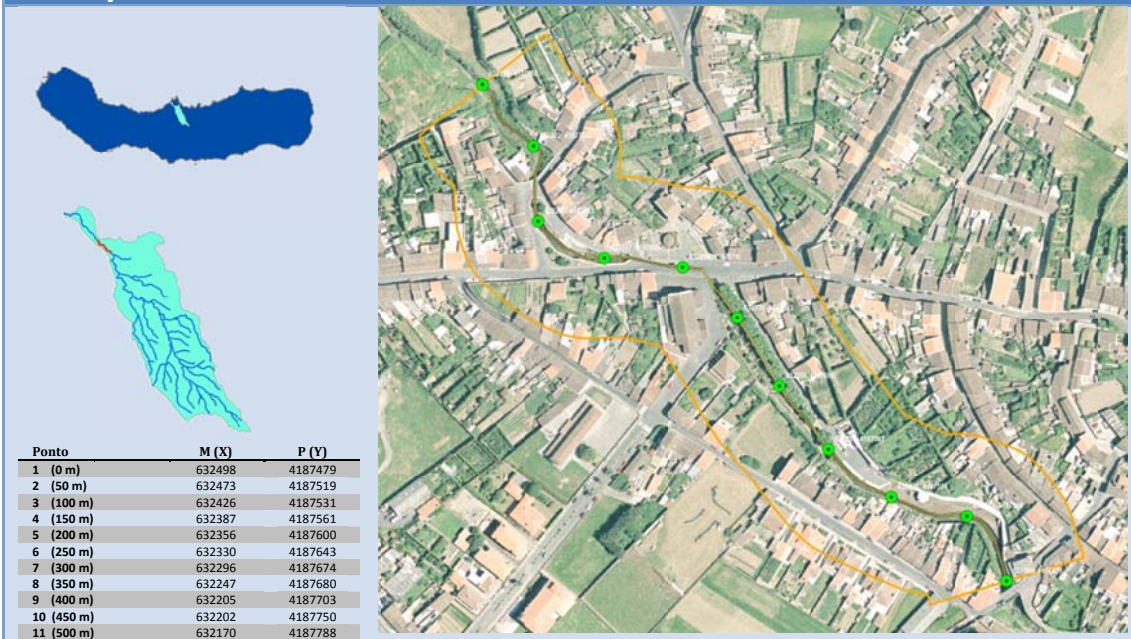 Ponto M (X) P (Y)
1 (0 m) 632498 4187479
2 (50 m) 632473 4187519
3 (100 m) 632426 4187531
4 (150 m) 632387 4187561
5 (200 m) 632356 4187600
6 (250 m) 632330 4187643
7 (300 m) 632296 4187674
8 (350 m) 632247 4187680
9 (400 m) 632205 4187703
10 (450 m) 632202 4187750
11 (500 m) 632170 4187788